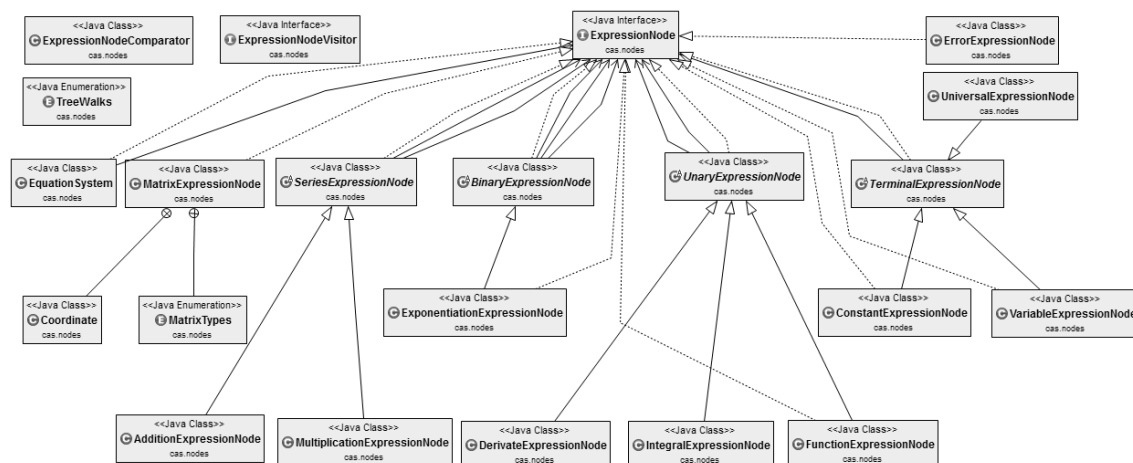 <<Java Class>>
ExpressionNodeComparator
cas.nodes
<<Java Interface>>
ExpressionNodeVisitor
cas.nodes
<<Java Interface>>
ExpressionNode
cas.nodes
<<Java Class>>
ErrorExpressionNode
cas.nodes
<<Java Enumeration>>
TreeWalks
cas.nodes
<<Java Class>>
UniversalExpressionNode
cas.nodes
<<Java Class>>
EquationSystem
cas.nodes
<<Java Class>>
MatrixExpressionNode
cas.nodes
<<Java Class>>
SeriesExpressionNode
cas.nodes
<<Java Class>>
BinaryExpressionNode
cas.nodes
<<Java Class>>
UnaryExpressionNode
cas.nodes
<<Java Class>>
TerminalExpressionNode
cas.nodes
<<Java Class>>
Coordinate
cas.nodes
<<Java Enumeration>>
MatrixTypes
cas.nodes
<<Java Class>>
ExponentiationExpressionNode
cas.nodes
<<Java Class>>
ConstantExpressionNode
cas.nodes
<<Java Class>>
VariableExpressionNode
cas.nodes
<<Java Class>>
AdditionExpressionNode
cas.nodes
<<Java Class>>
MultiplicationExpressionNode
cas.nodes
<<Java Class>>
DerivateExpressionNode
cas.nodes
<<Java Class>>
IntegralExpressionNode
cas.nodes
<<Java Class>>
FunctionExpressionNode
cas.nodes